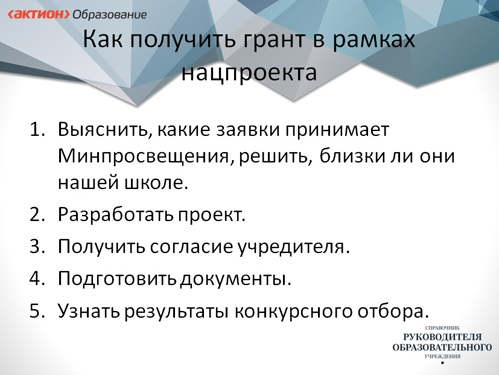 ‹актион› Образование
Как получить грант в рамках
нацпроекта
1. Выяснить, какие заявки принимает
Минпросвещения, решить, близки ли они
нашей школе.
2. Разработать проект.
3. Получить согласие учредителя.
4. Подготовить документы.
5. Узнать результаты конкурсного отбора.
СПРАВОЧНИК
РУКОВОДИТЕЛЯ
ОБРАЗОВАТЕЛЬНОГО
УЧРЕЖДЕНИЯ